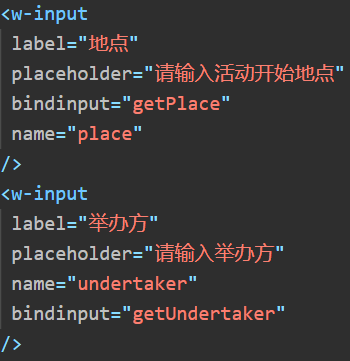 <w-input
label="地点"
placeholder="请输入活动开始地点"
bindinput="getPlace"
name="place"
/>
<w-input
label="举办方"
placeholder="请输入举办方"
name="undertaker"
bindinput="getUndertaker"
/>